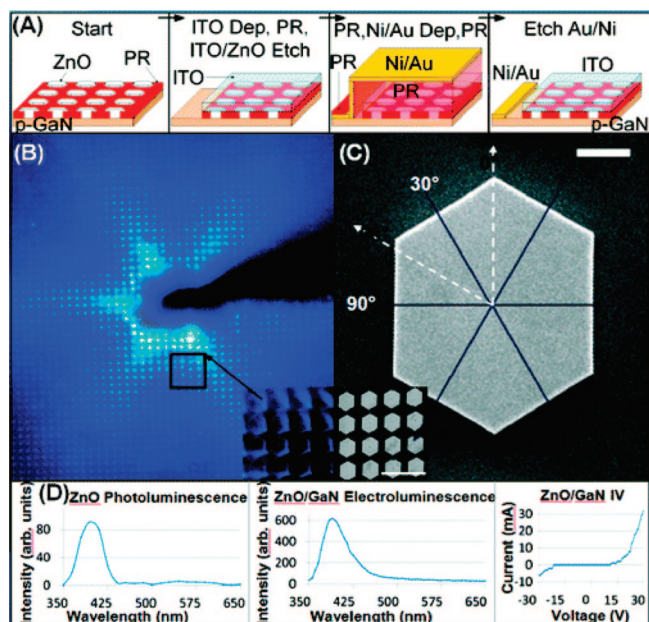 (A)
Start
ZnO
PR
p-GaN
ITO Dep, PR,
ITO/ZnO Etch
ITO
PR,Ni/Au Dep,PR
PR
Ni/Au
PR
Etch Au/Ni
Ni/Au
ITO
p-GaN
(B)
(C)
30°
90°
(D)
ZnO Photoluminescence
Intensity (arb. units)
80
40
0
350 425 500 575 650
Wavelength (nm)
ZnO/GaN Electroluminescence
Intensity (arb. units)
600
400
200
0
350 425 500 575 650
Wavelength (nm)
ZnO/GaN IV
Current (mA)
30
20
10
0
-10
-30 -15 0 15 30
Voltage (V)